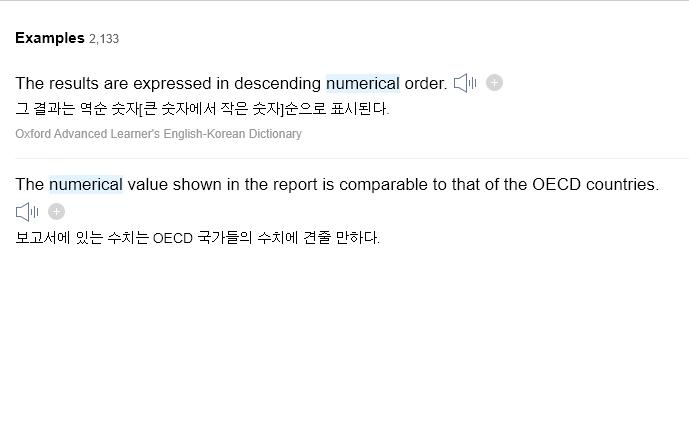 Examples 2,133
The results are expressed in descending numerical order.
그 결과는 역순 숫자[큰 숫자에서 작은 숫자]순으로 표시된다.
Oxford Advanced Learner's English-Korean Dictionary
The numerical value shown in the report is comparable to that of the OECD countries.
보고서에 있는 수치는 OECD 국가들의 수치에 견줄 만하다.